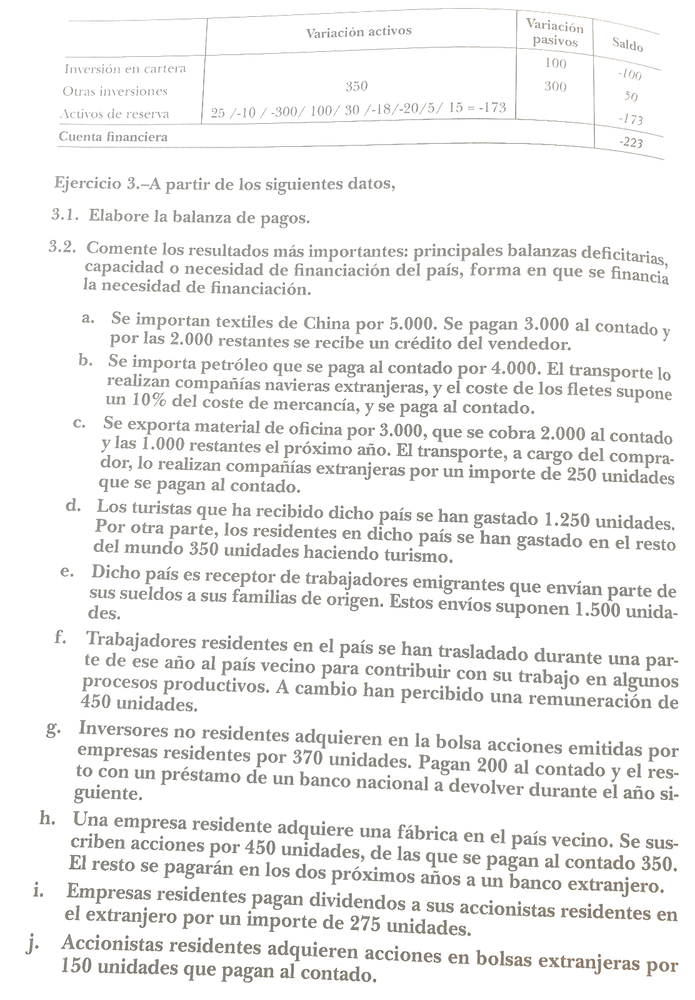 Variación activos Variación pasivos Saldo
Inversión en cartera 100 -100
Otras inversiones 350 300 50
Activos de reserva 25 /-10 / -300/ 100/ 30 /-18/-20/5/ 15 = -173 -173
Cuenta financiera -223
Ejercicio 3.–A partir de los siguientes datos,
3.1. Elabore la balanza de pagos.
3.2. Comente los resultados más importantes: principales balanzas deficitarias,
capacidad o necesidad de financiación del país, forma en que se financia
la necesidad de financiación.
a. Se importan textiles de China por 5.000. Se pagan 3.000 al contado y
por las 2.000 restantes se recibe un crédito del vendedor.
b. Se importa petróleo que se paga al contado por 4.000. El transporte lo
realizan compañías navieras extranjeras, y el coste de los fletes supone
un 10% del coste de mercancía, y se paga al contado.
c. Se exporta material de oficina por 3.000, que se cobra 2.000 al contado
y las 1.000 restantes el próximo año. El transporte, a cargo del compra-
dor, lo realizan compañías extranjeras por un importe de 250 unidades
que se pagan al contado.
d. Los turistas que ha recibido dicho país se han gastado 1.250 unidades.
Por otra parte, los residentes en dicho país se han gastado en el resto
del mundo 350 unidades haciendo turismo.
e. Dicho país es receptor de trabajadores emigrantes que envían parte de
sus sueldos a sus familias de origen. Estos envíos suponen 1.500 unida-
des.
f. Trabajadores residentes en el país se han trasladado durante una par-
te de ese año al país vecino para contribuir con su trabajo en algunos
procesos productivos. A cambio han percibido una remuneración de
450 unidades.
g. Inversores no residentes adquieren en la bolsa acciones emitidas por
empresas residentes por 370 unidades. Pagan 200 al contado y el res-
to con un préstamo de un banco nacional a devolver durante el año si-
guiente.
h. Una empresa residente adquiere una fábrica en el país vecino. Se sus-
criben acciones por 450 unidades, de las que se pagan al contado 350.
El resto se pagarán en los dos próximos años a un banco extranjero.
i. Empresas residentes pagan dividendos a sus accionistas residentes en
el extranjero por un importe de 275 unidades.
j. Accionistas residentes adquieren acciones en bolsas extranjeras por
150 unidades que pagan al contado.